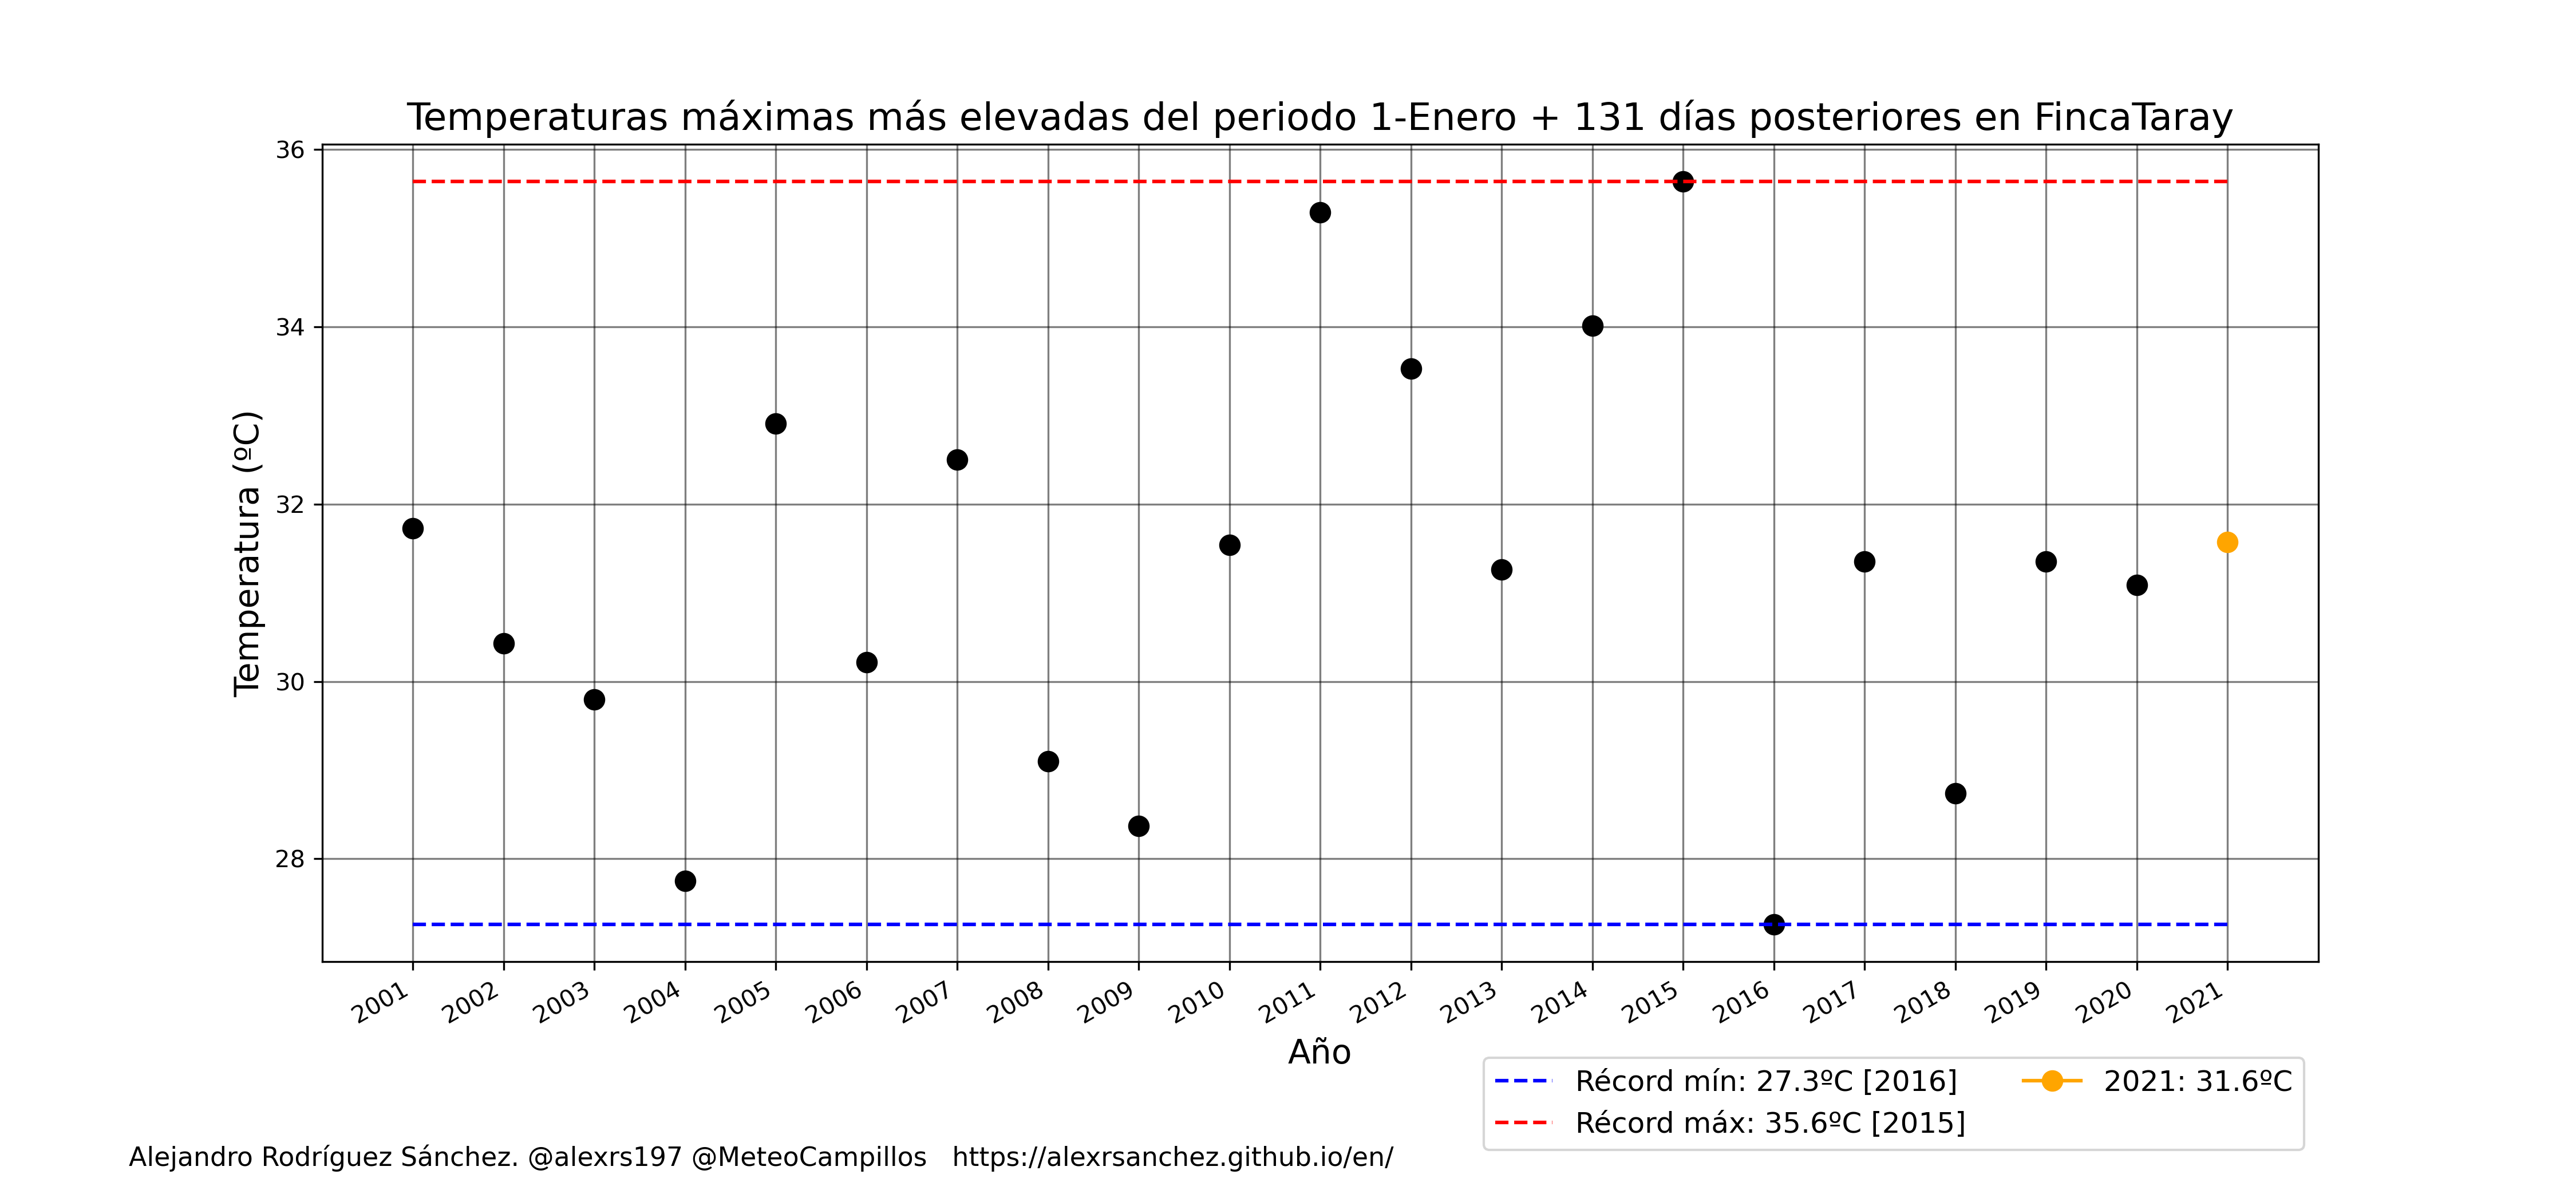 Temperaturas máximas más elevadas del periodo 1-Enero + 131 días posteriores en FincaTaray
Temperatura (ºC)
36
34
32
30
28
2001 2002 2003 2004 2005 2006 2007 2008 2009 2010 2011 2012 2013 2014 2015 2016 2017 2018 2019 2020 2021
Año
Récord mín: 27.3ºC [2016]
Récord máx: 35.6ºC [2015]
2021: 31.6ºC
Alejandro Rodríguez Sánchez. @alexrs197 @MeteoCampillos https://alexrsanchez.github.io/en/